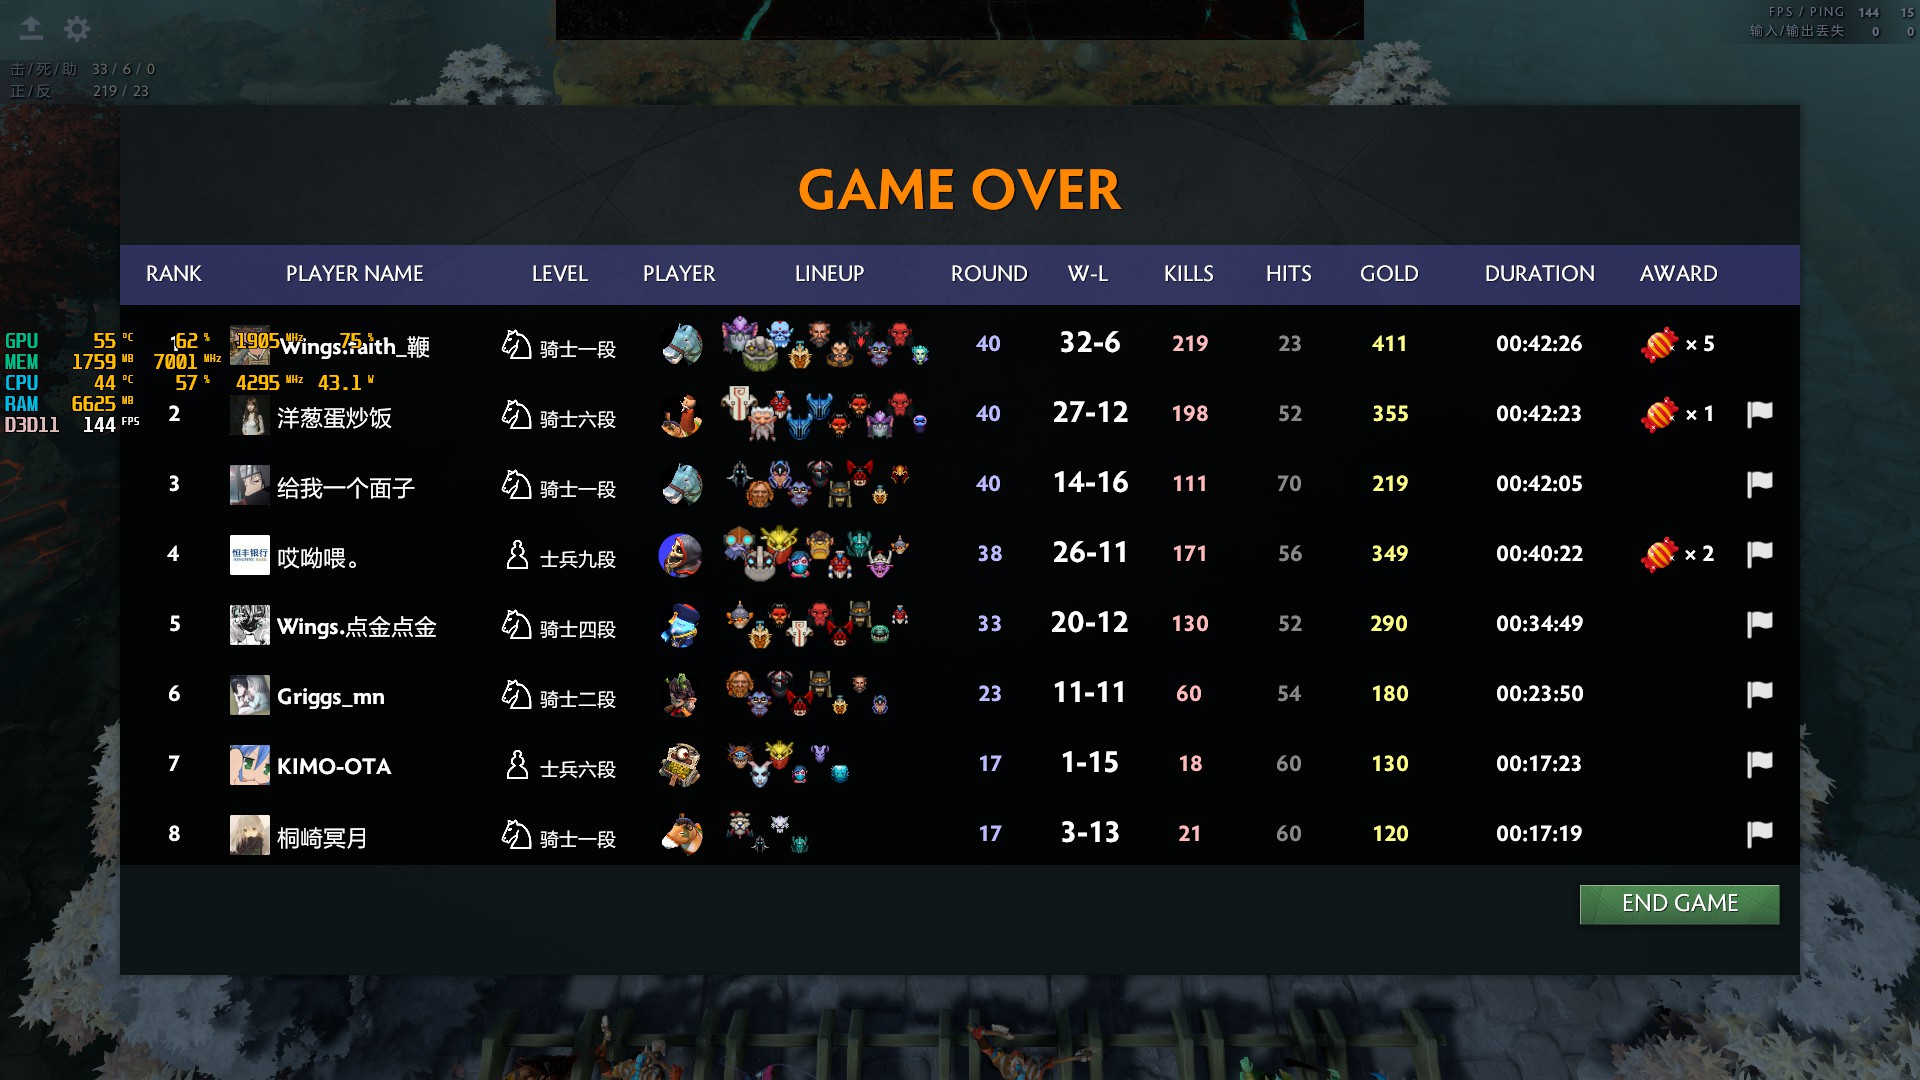 FPS / PING 144 15
输入/输出丢失 0 0
击/死/助 33 / 6 / 0
正/反 219 / 23
GAME OVER
RANK PLAYER NAME LEVEL PLAYER LINEUP ROUND W-L KILLS HITS GOLD DURATION AWARD
1 Wings.faith_鞭 骑士一段 40 32-6 219 23 411 00:42:26 × 5
2 洋葱蛋炒饭 骑士六段 40 27-12 198 52 355 00:42:23 × 1
3 给我一个面子 骑士一段 40 14-16 111 70 219 00:42:05
4 恒丰银行 哎呦喂。 士兵九段 38 26-11 171 56 349 00:40:22 × 2
5 Wings.点金点金 骑士四段 33 20-12 130 52 290 00:34:49
6 Griggs_mn 骑士二段 23 11-11 60 54 180 00:23:50
7 KIMO-OTA 士兵六段 17 1-15 18 60 130 00:17:23
8 桐崎冥月 骑士一段 17 3-13 21 60 120 00:17:19
GPU 55 °C 62 % 1905 MHz 75 %
MEM 1759 MB 7001 MHz
CPU 44 °C 57 % 4295 MHz 43.1 W
RAM 6625 MB
D3D11 144 FPS
END GAME